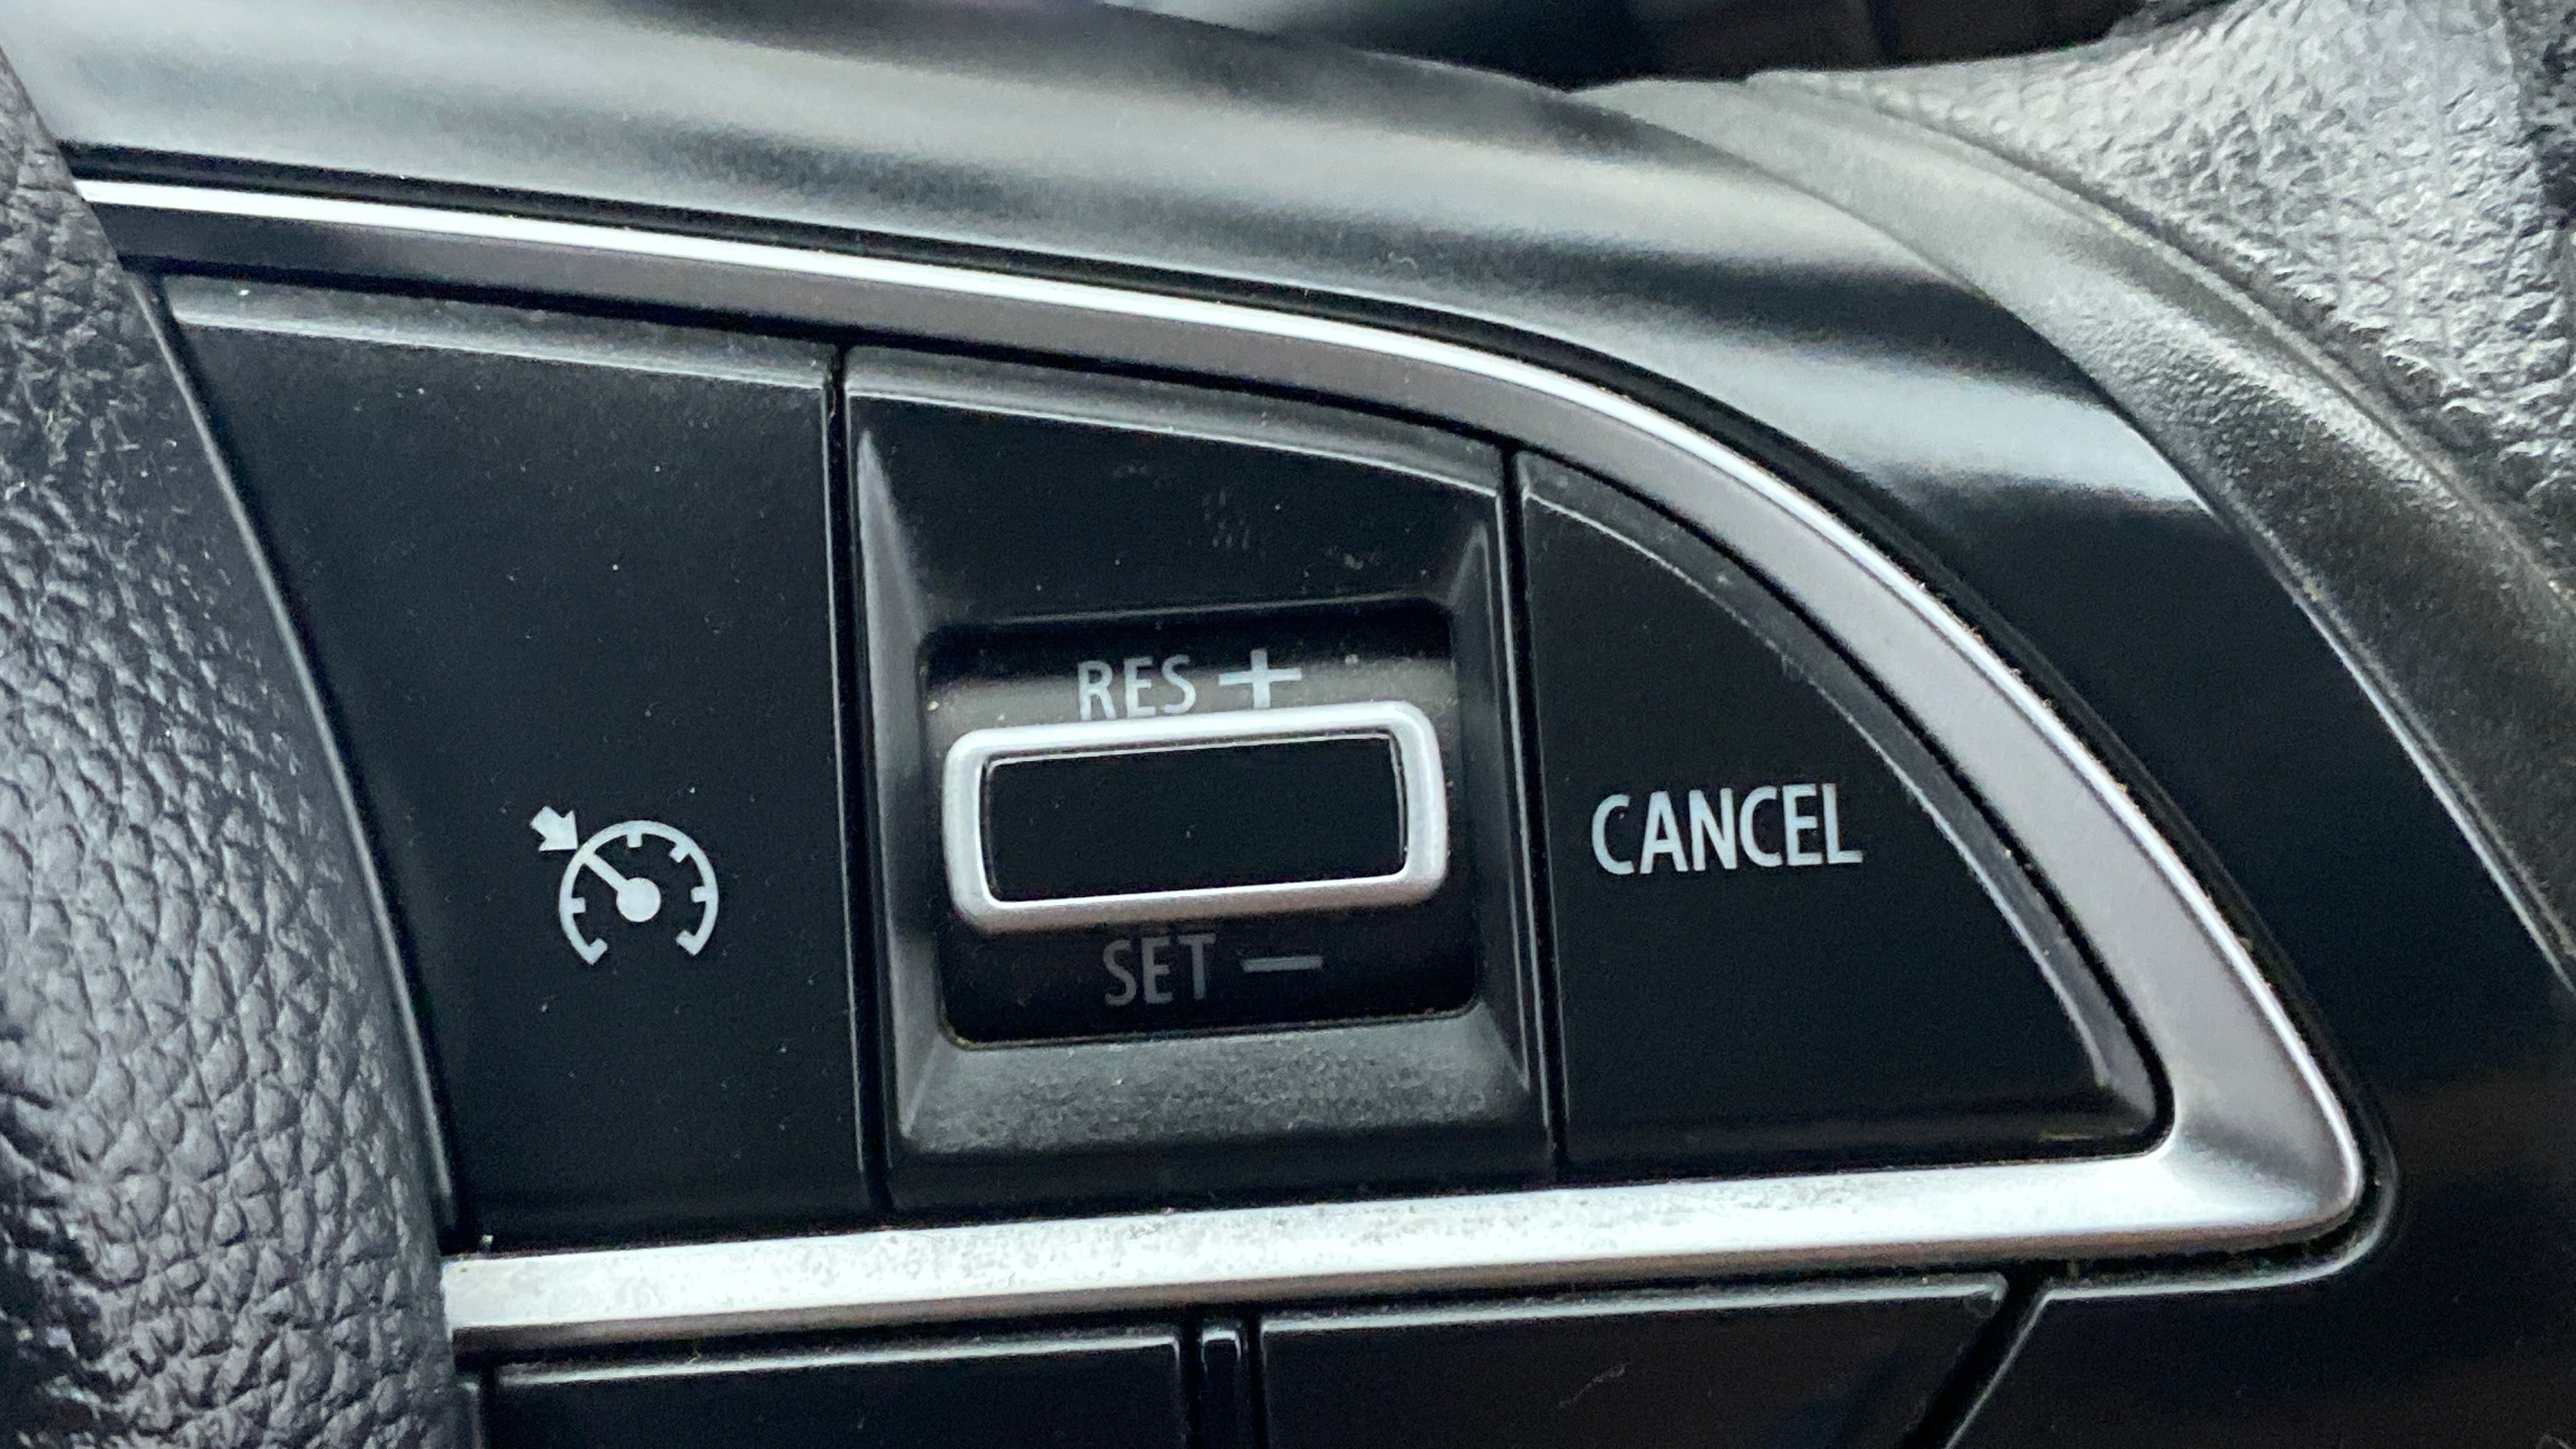 RES +
CANCEL
SET —